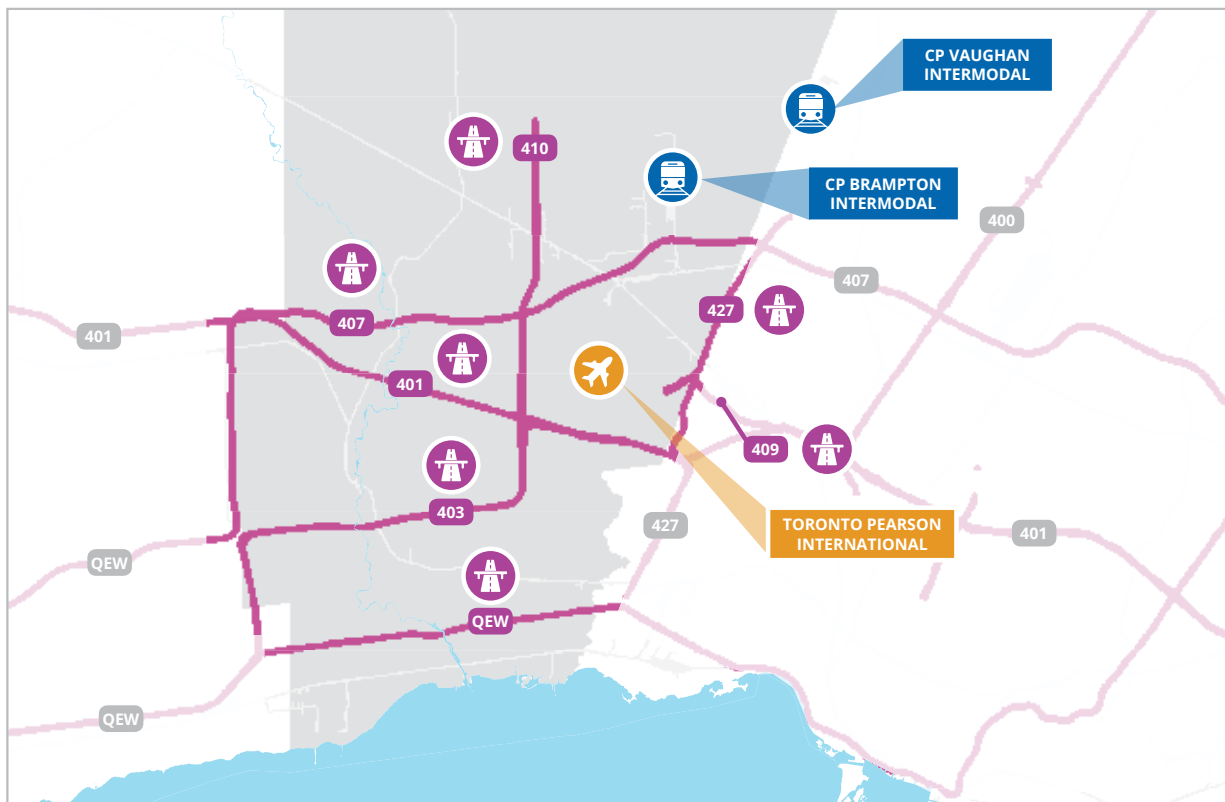 CP VAUGHAN
INTERMODAL
410
CP BRAMPTON
INTERMODAL
400
407
427
407
401
401
409
403
TORONTO PEARSON
INTERNATIONAL
427
401
QEW
QEW
QEW